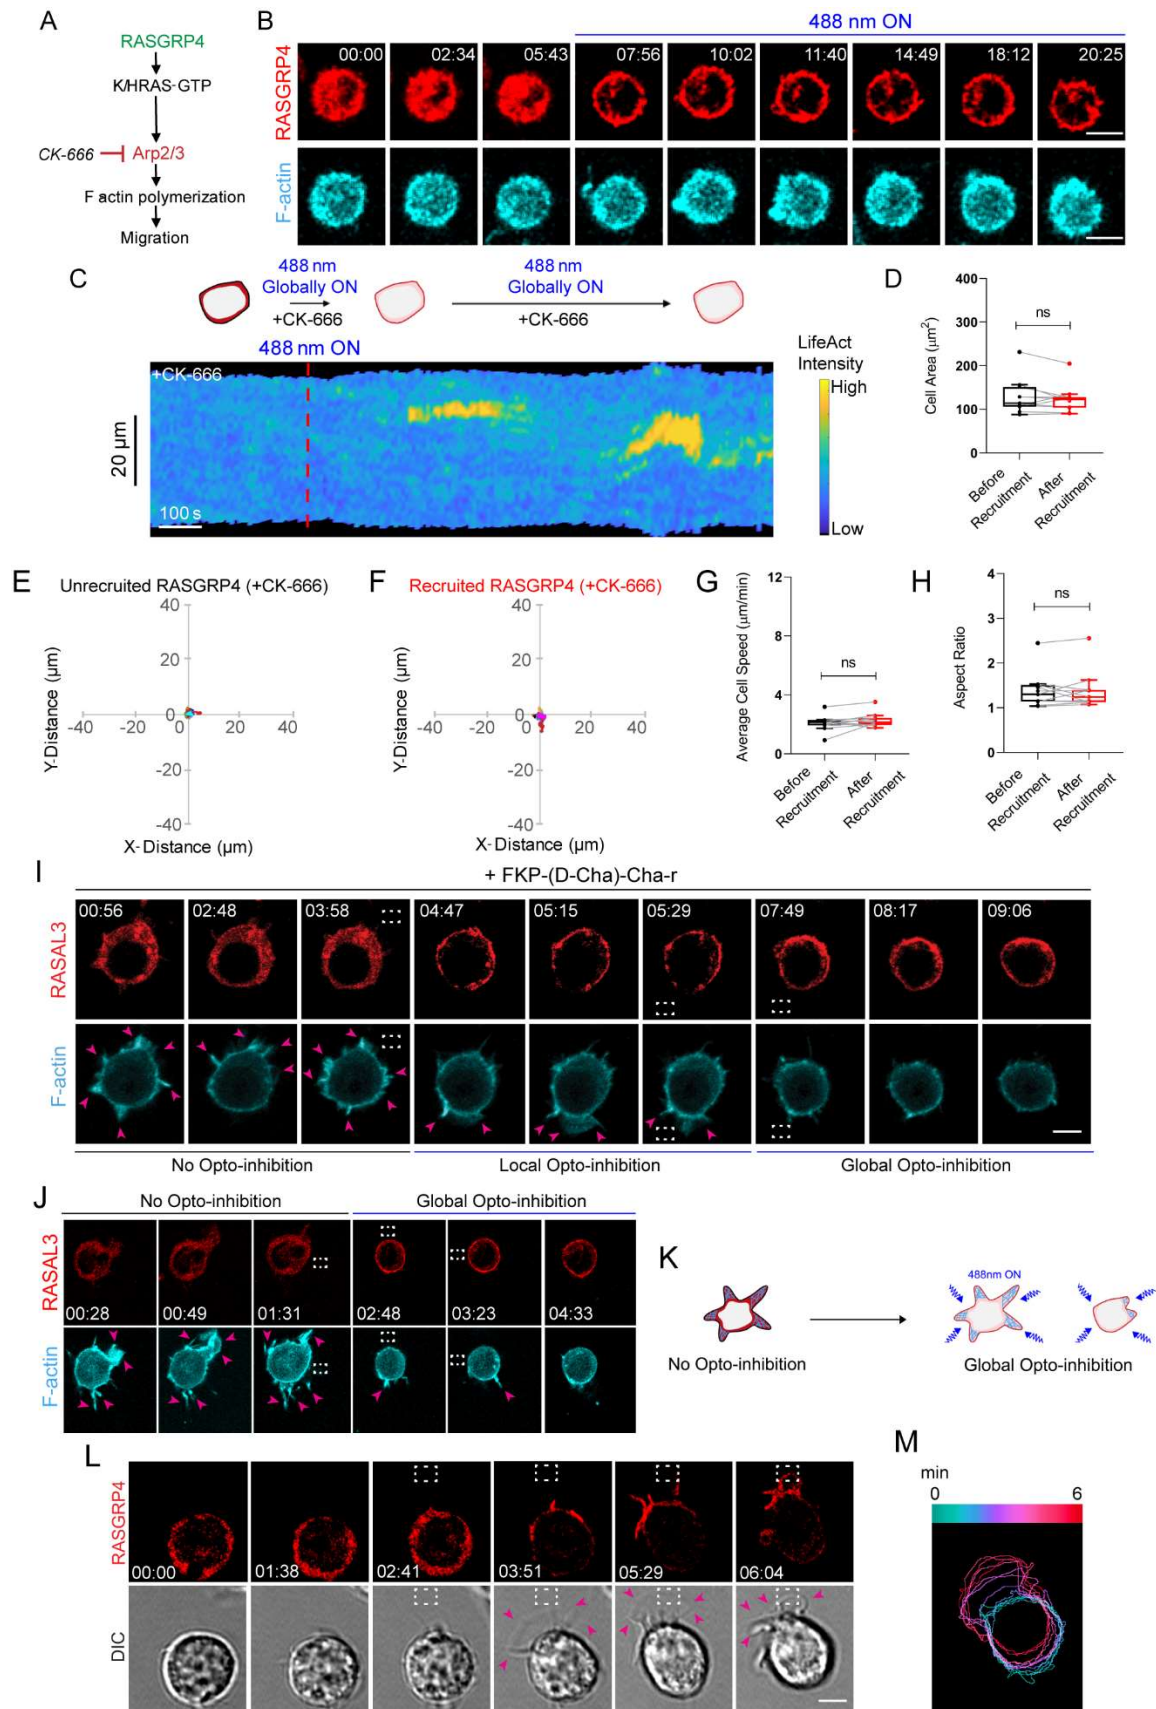 A
RASGRP4
K/HRAS-GTP
CK-666
Arp2/3
F actin polymerization
Migration
B
488 nm ON
RASGRP4
00:00
02:34
05:43
07:56
10:02
11:40
14:49
18:12
20:25
F-actin
C
488 nm
Globally ON
+CK-666
488 nm
Globally ON
+CK-666
488 nm ON
+CK-666
20 µm
100 s
LifeAct
Intensity
High
Low
D
Cell Area (µm²)
400
300
200
100
0
ns
Before
Recruitment
After
Recruitment
E
Unrecruited RASGRP4 (+CK-666)
Y-Distance (µm)
40
20
-20
-40
40
20
0
0
20
40
X-Distance (µm)
F
Recruited RASGRP4 (+CK-666)
Y-Distance (µm)
40
20
-20
-40
40
20
0
0
20
40
X-Distance (µm)
G
Average Cell Speed (µm/min)
12
8
4
0
ns
Before
Recruitment
After
Recruitment
H
Aspect Ratio
4
3
2
1
0
ns
Before
Recruitment
After
Recruitment
I
+ FKP-(D-Cha)-Cha-r
RASAL3
00:56
02:48
03:58
04:47
05:15
05:29
07:49
08:17
09:06
F-actin
No Opto-inhibition
Local Opto-inhibition
Global Opto-inhibition
J
No Opto-inhibition
Global Opto-inhibition
RASAL3
00:28
00:49
01:31
02:48
03:23
04:33
F-actin
K
488nm ON
No Opto-inhibition
Global Opto-inhibition
L
RASGRP4
00:00
01:38
02:41
03:51
05:29
06:04
DIC
M
min
0
6